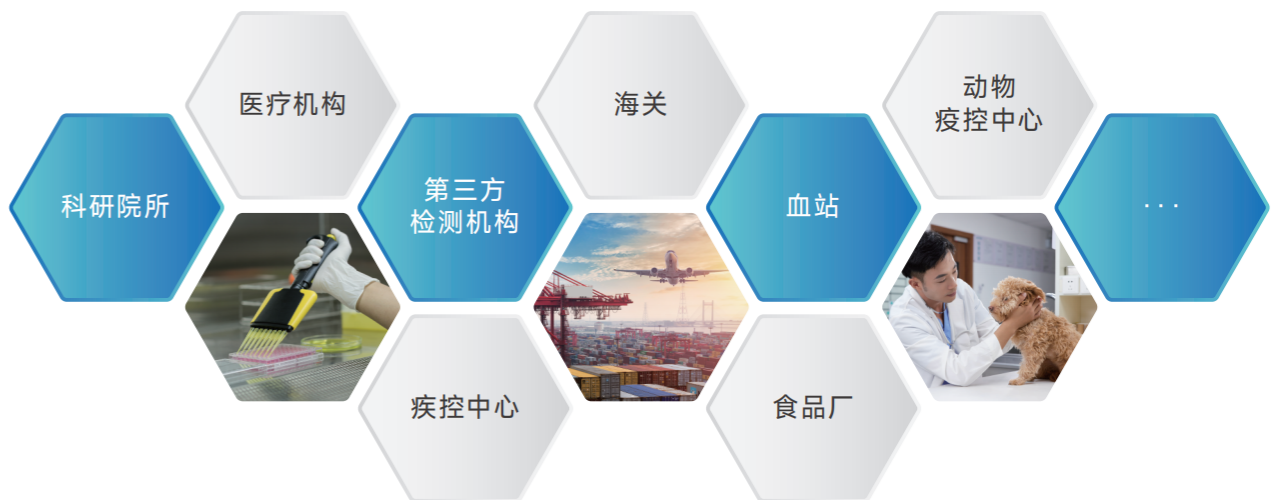 科研院所
医疗机构
第三方
检测机构
疾控中心
海关
血站
食品厂
动物
疫控中心
···